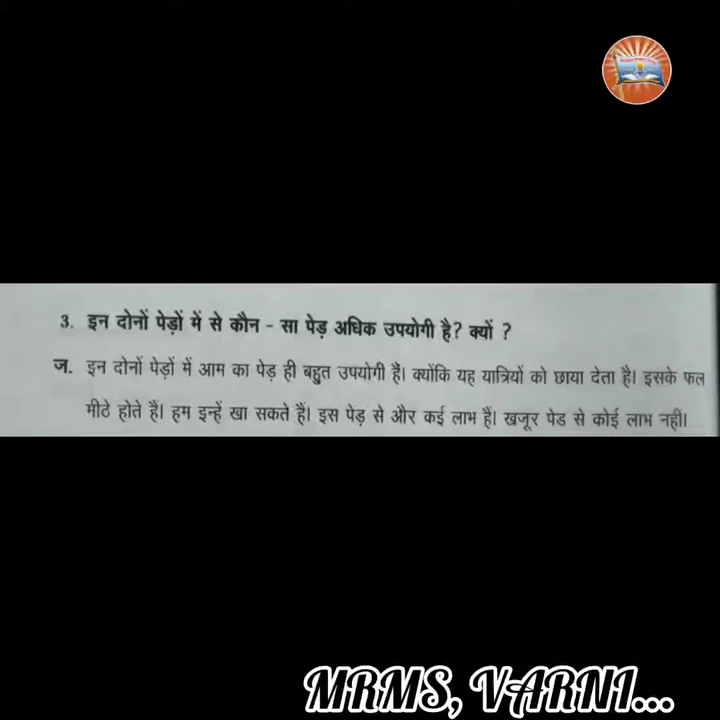 3. इन दोनों पेड़ों में से कौन - सा पेड़ अधिक उपयोगी है? क्यों ?
ज. इन दोनों पेड़ों में आम का पेड़ ही बहुत उपयोगी हैं। क्योंकि यह यात्रियों को छाया देता है। इसके फल
मीठे होते हैं। हम इन्हें खा सकते हैं। इस पेड़ से और कई लाभ हैं। खजूर पेड से कोई लाभ नहीं।
MRMS, VARNI...